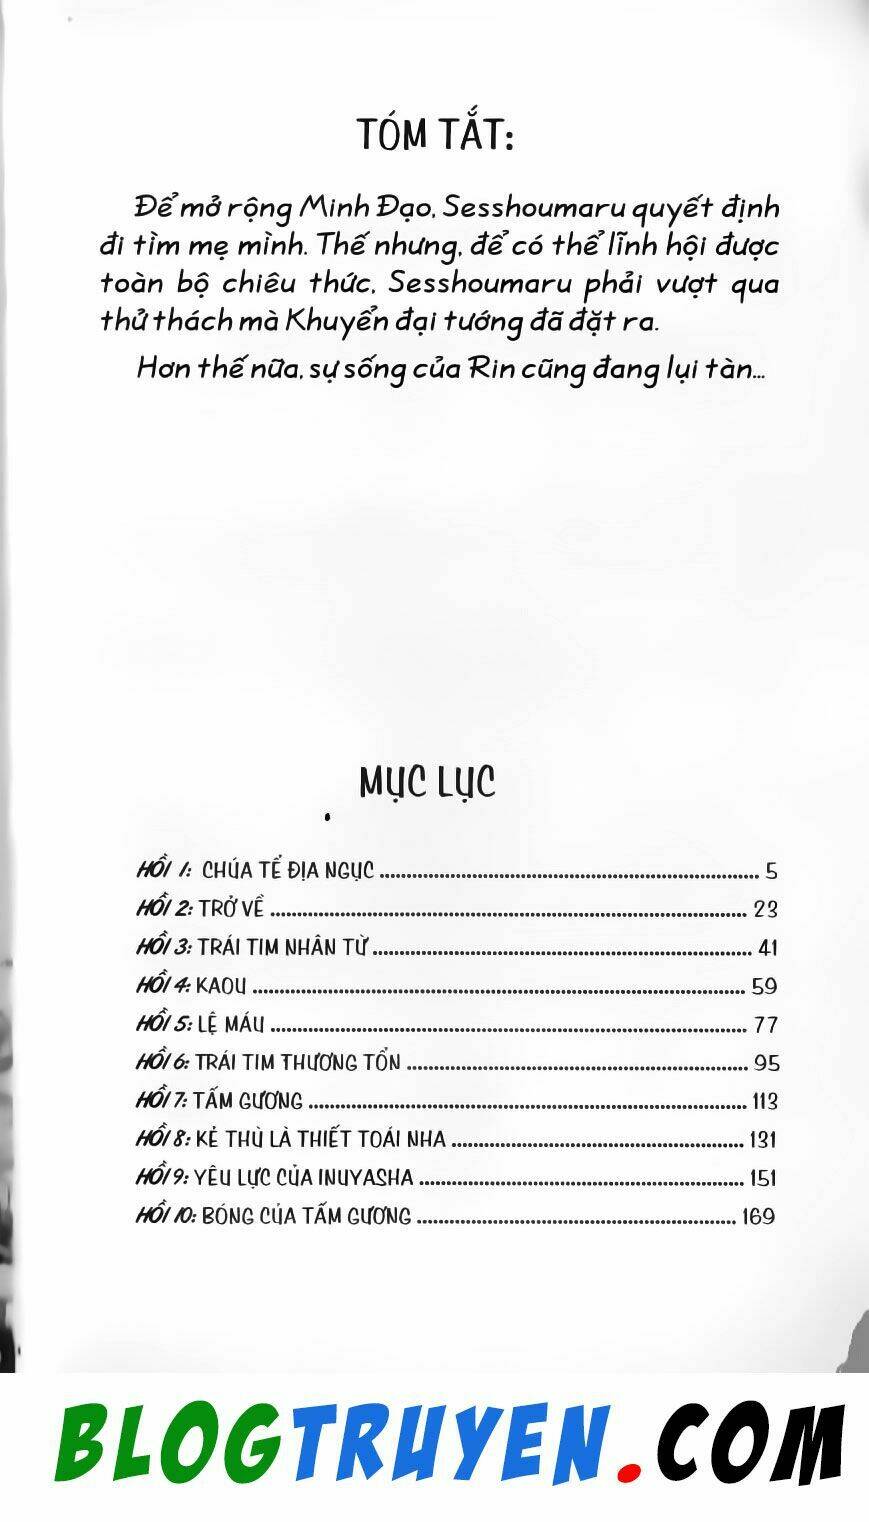 TÓM TẮT:
Để mở rộng Minh Đạo, Sesshoumaru quyết định
đi tìm mẹ mình. Thế nhưng, để có thể lĩnh hội được
toàn bộ chiêu thức, Sesshoumaru phải vượt qua
thử thách mà Khuyển đại tướng đã đặt ra.
Hơn thế nữa, sự sống của Rin cũng đang lụi tàn...
MỤC LỤC
HỒI 1: CHÚA TỂ ĐỊA NGỤC ........ 5
HỒI 2: TRỞ VỀ ........ 23
HỒI 3: TRÁI TIM NHÂN TỪ ........ 41
HỒI 4: KAOU ........ 59
HỒI 5: LỆ MÁU ........ 77
HỒI 6: TRÁI TIM THƯƠNG TỔN ........ 95
HỒI 7: TẤM GƯƠNG ........ 113
HỒI 8: KẺ THÙ LÀ THIẾT TOÁI NHA ........ 131
HỒI 9: YÊU LỰC CỦA INUYASHA ........ 151
HỒI 10: BÓNG CỦA TẤM GƯƠNG ........ 169
BLOGTRUYEN.COM